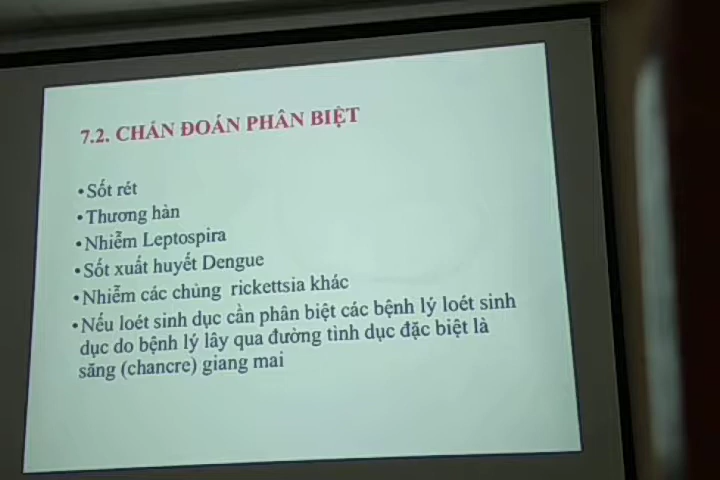 7.2. CHẨN ĐOÁN PHÂN BIỆT
•Sốt rét
•Thương hàn
•Nhiễm Leptospira
•Sốt xuất huyết Dengue
•Nhiễm các chủng rickettsia khác
•Nếu loét sinh dục cần phân biệt các bệnh lý loét sinh
dục do bệnh lý lây qua đường tình dục đặc biệt là
săng (chancre) giang mai